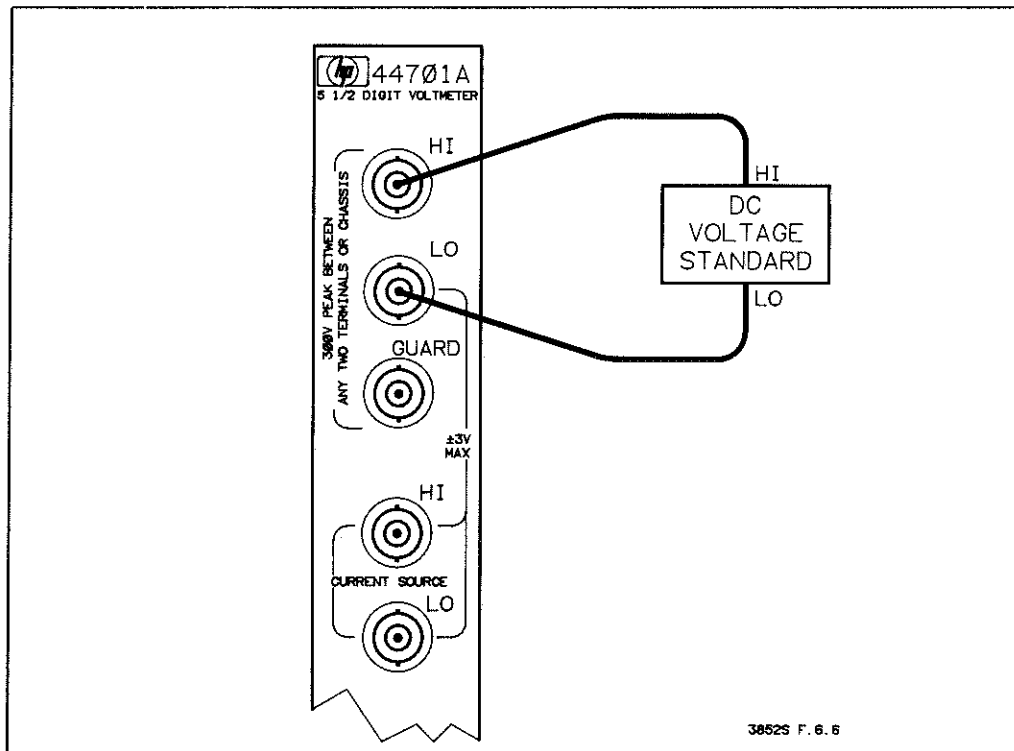 hp 44701A
5 1/2 DIGIT VOLTMETER
HI
LO
GUARD
300V PEAK BETWEEN
ANY TWO TERMINALS OR CHASSIS
±3V
MAX
HI
CURRENT SOURCE
LO
HI
DC
VOLTAGE
STANDARD
LO
3852S F.6.6